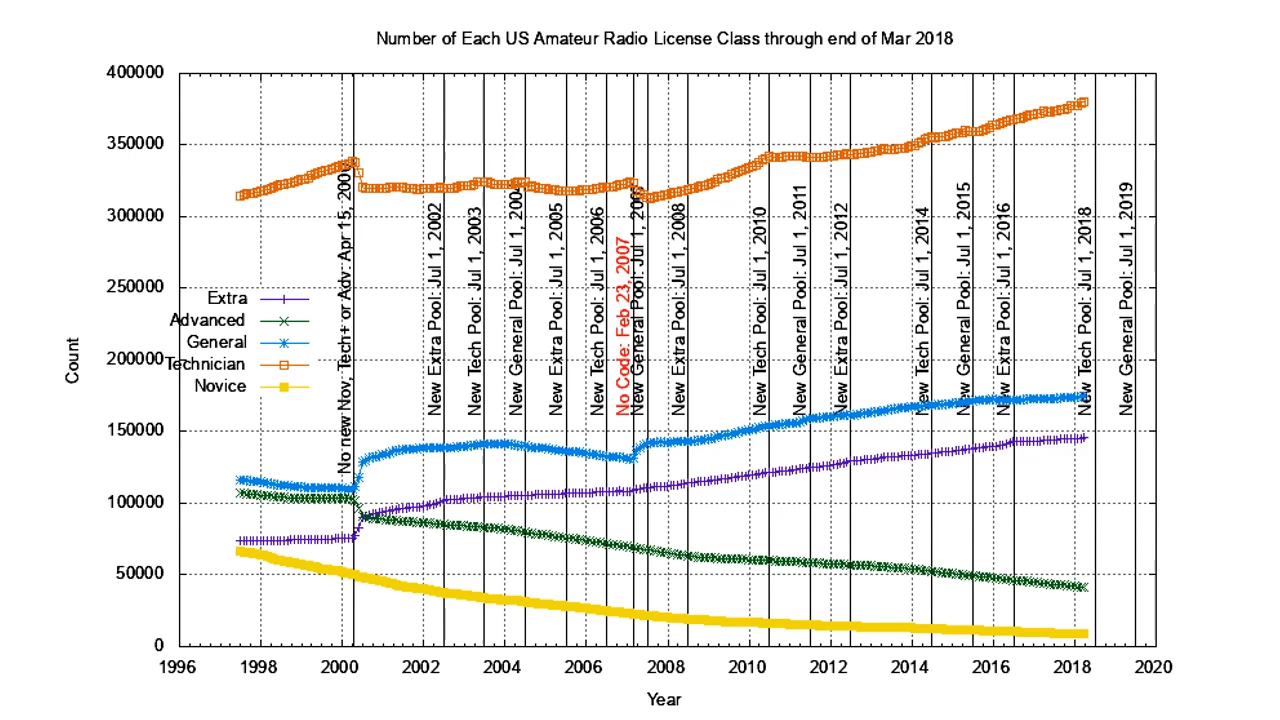 Number of Each US Amateur Radio License Class through end of Mar 2018
400000
350000
300000
250000
200000
150000
100000
50000
0
Count
Extra
Advanced
General
Technician
Novice
No new Nov, Tech+ or Adv: Apr 15, 2000
New Extra Pool: Jul 1, 2002
New Tech Pool: Jul 1, 2003
New General Pool: Jul 1, 2004
New Extra Pool: Jul 1, 2005
New Tech Pool: Jul 1, 2006
No Code: Feb 23, 2007
New General Pool: Jul 1,
New Extra Pool: Jul 1, 2008
New Tech Pool: Jul 1, 2010
New General Pool: Jul 1, 2011
New Extra Pool: Jul 1, 2012
New Tech Pool: Jul 1, 2014
New General Pool: Jul 1, 2015
New Extra Pool: Jul 1, 2016
New Tech Pool: Jul 1, 2018
New General Pool: Jul 1, 2019
1996 1998 2000 2002 2004 2006 2008 2010 2012 2014 2016 2018 2020
Year